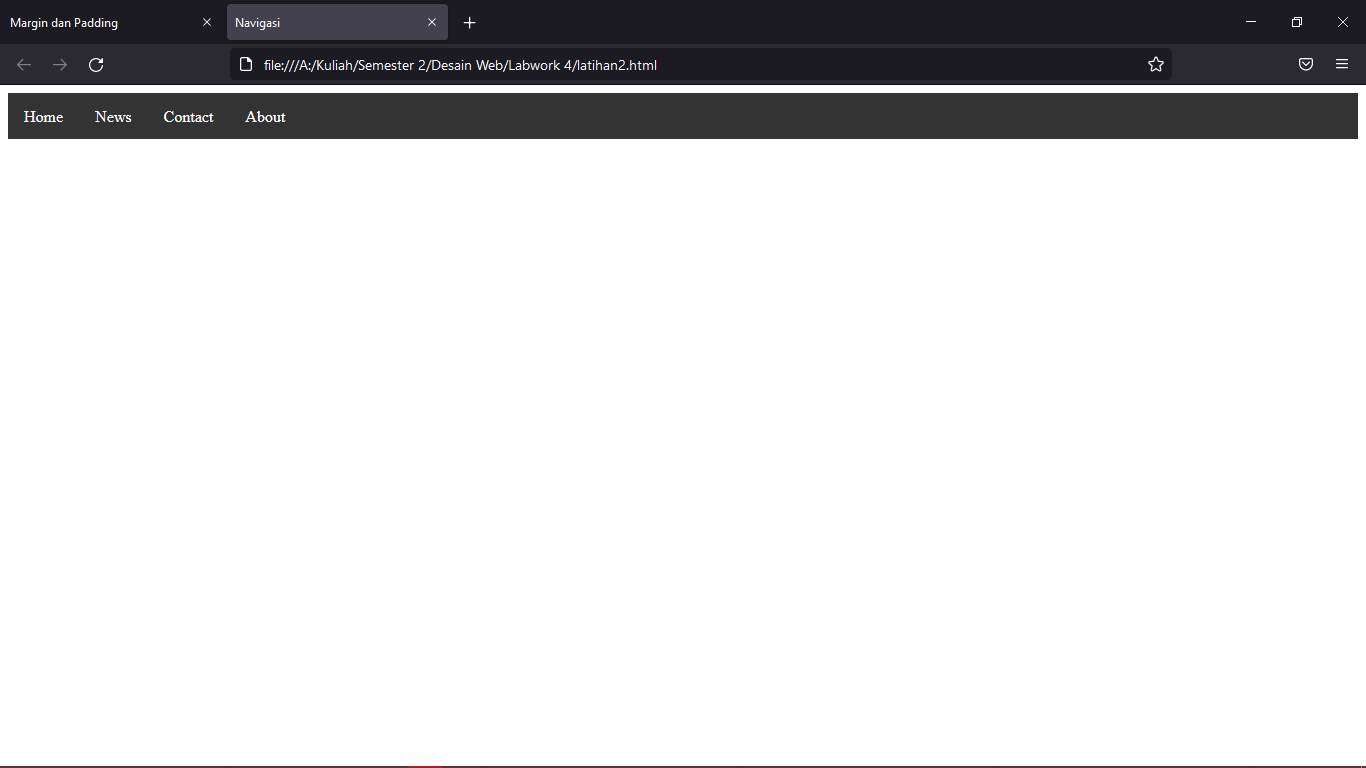 Margin dan Padding
Navigasi
file:///A:/Kuliah/Semester 2/Desain Web/Labwork 4/latihan2.html
Home News Contact About